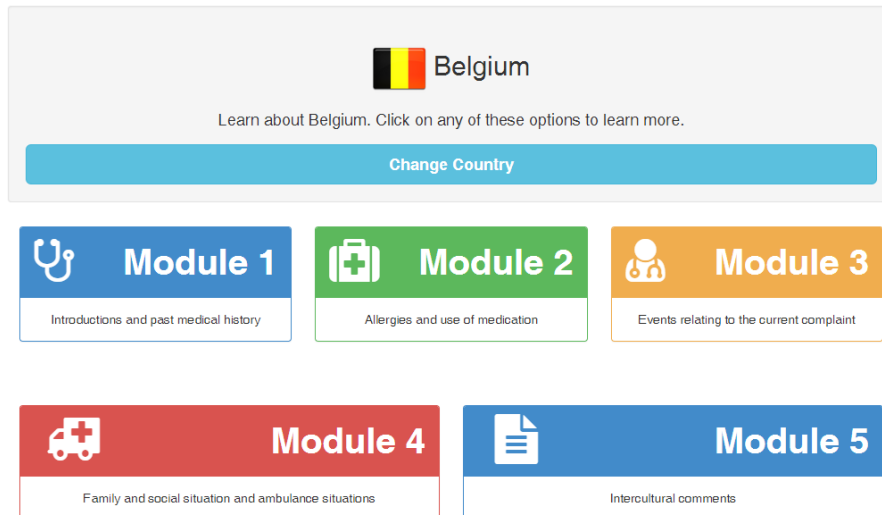 Belgium
Learn about Belgium. Click on any of these options to learn more.
Change Country
Module 1
Introductions and past medical history
Module 2
Allergies and use of medication
Module 3
Events relating to the current complaint
Module 4
Family and social situation and ambulance situations
Module 5
Intercultural comments